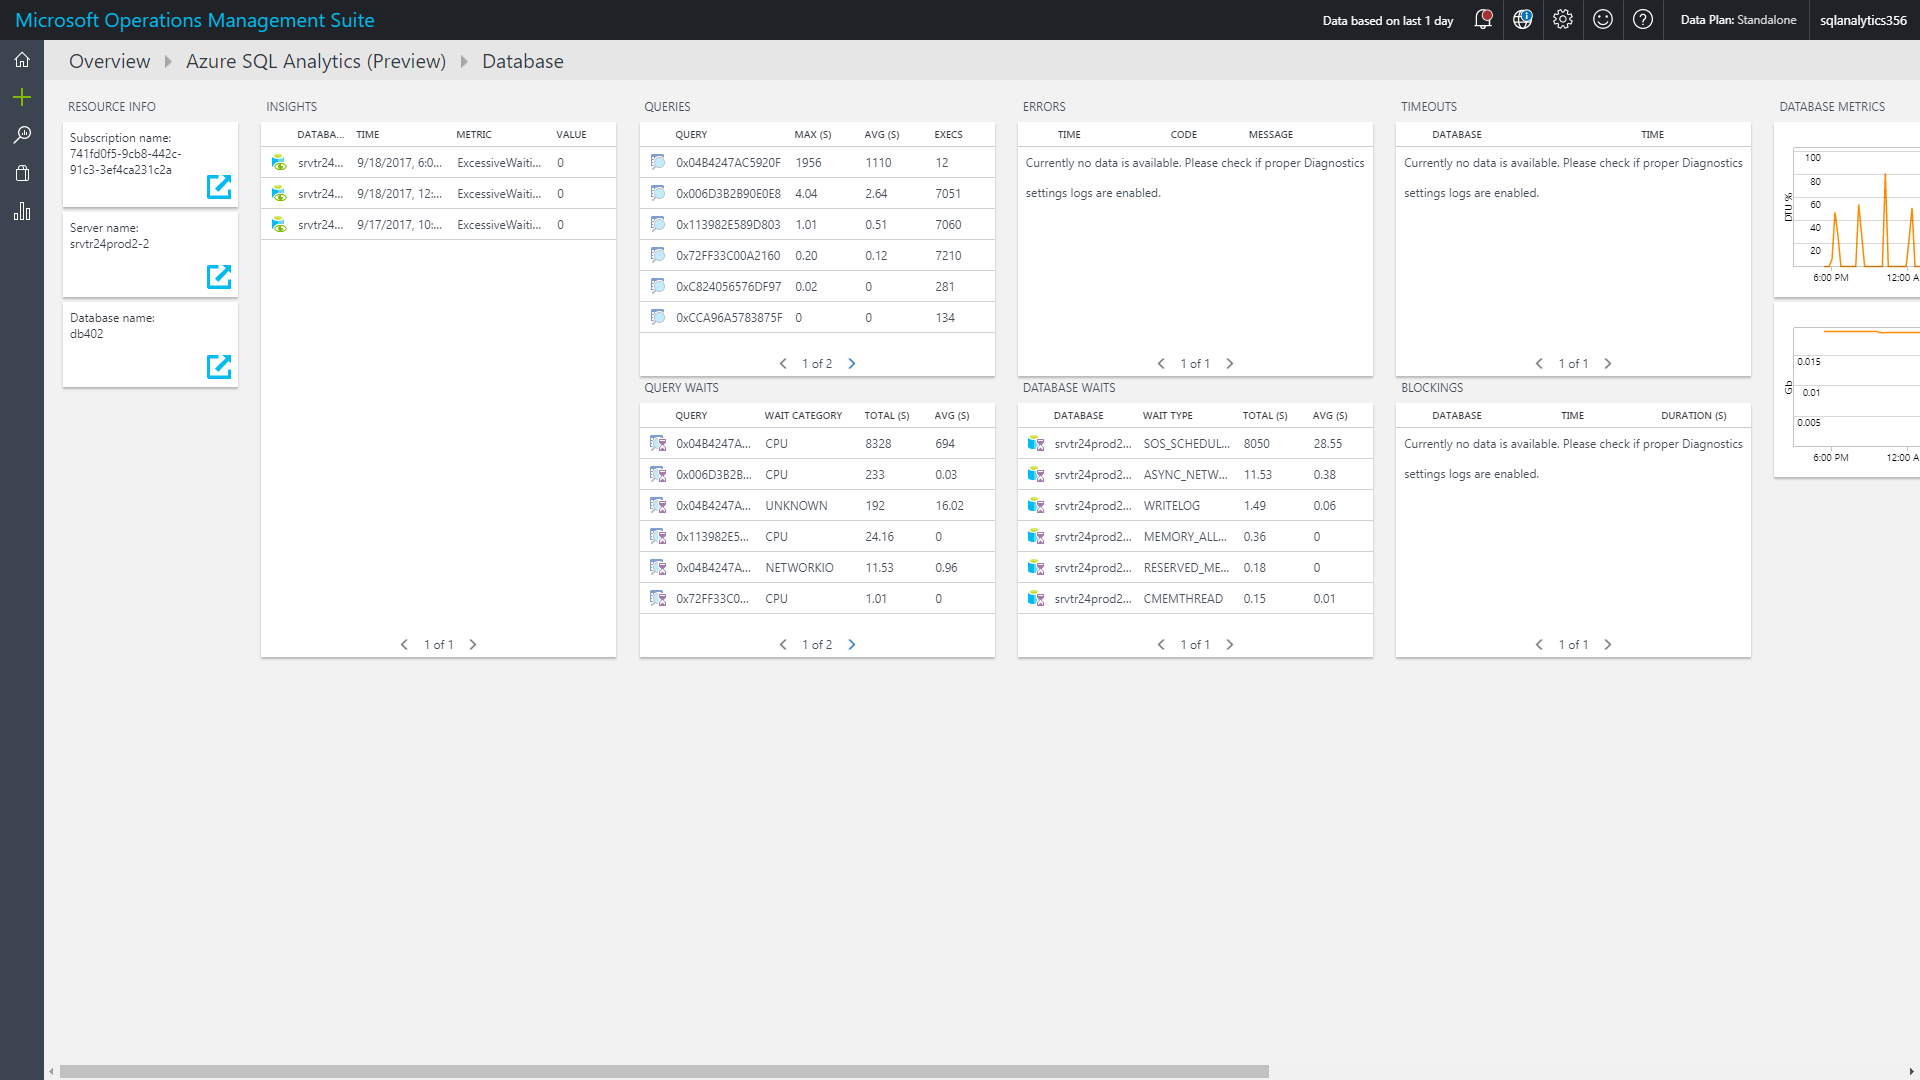 Microsoft Operations Management Suite
Data based on last 1 day
Data Plan: Standalone
sqlanalytics356
Overview
Azure SQL Analytics (Preview)
Database
RESOURCE INFO
Subscription name:
741fd0f5-9cb8-442c-
91c3-3ef4ca231c2a
Server name:
srvtr24prod2-2
Database name:
db402
INSIGHTS
DATABA... TIME METRIC VALUE
srvtr24... 9/18/2017, 6:0... ExcessiveWaiti... 0
srvtr24... 9/18/2017, 12:... ExcessiveWaiti... 0
srvtr24... 9/17/2017, 10:... ExcessiveWaiti... 0
1 of 1
QUERIES
QUERY MAX (S) AVG (S) EXECS
0x04B4247AC5920F 1956 1110 12
0x006D3B2B90E0E8 4.04 2.64 7051
0x113982E589D803 1.01 0.51 7060
0x72FF33C00A2160 0.20 0.12 7210
0xC824056576DF97 0.02 0 281
0xCCA96A5783875F 0 0 134
1 of 2
QUERY WAITS
QUERY WAIT CATEGORY TOTAL (S) AVG (S)
0x04B4247A... CPU 8328 694
0x006D3B2B... CPU 233 0.03
0x04B4247A... UNKNOWN 192 16.02
0x113982E5... CPU 24.16 0
0x04B4247A... NETWORKIO 11.53 0.96
0x72FF33C0... CPU 1.01 0
1 of 2
ERRORS
TIME CODE MESSAGE
Currently no data is available. Please check if proper Diagnostics
settings logs are enabled.
1 of 1
DATABASE WAITS
DATABASE WAIT TYPE TOTAL (S) AVG (S)
srvtr24prod2... SOS_SCHEDUL... 8050 28.55
srvtr24prod2... ASYNC_NETW... 11.53 0.38
srvtr24prod2... WRITELOG 1.49 0.06
srvtr24prod2... MEMORY_ALL... 0.36 0
srvtr24prod2... RESERVED_ME... 0.18 0
srvtr24prod2... CMEMTHREAD 0.15 0.01
1 of 1
TIMEOUTS
DATABASE TIME
Currently no data is available. Please check if proper Diagnostics
settings logs are enabled.
1 of 1
BLOCKINGS
DATABASE TIME DURATION (S)
Currently no data is available. Please check if proper Diagnostics
settings logs are enabled.
1 of 1
DATABASE METRICS
DTU %
100
80
60
40
20
6:00 PM 12:00 A
Gb
0.015
0.01
0.005
6:00 PM 12:00 A